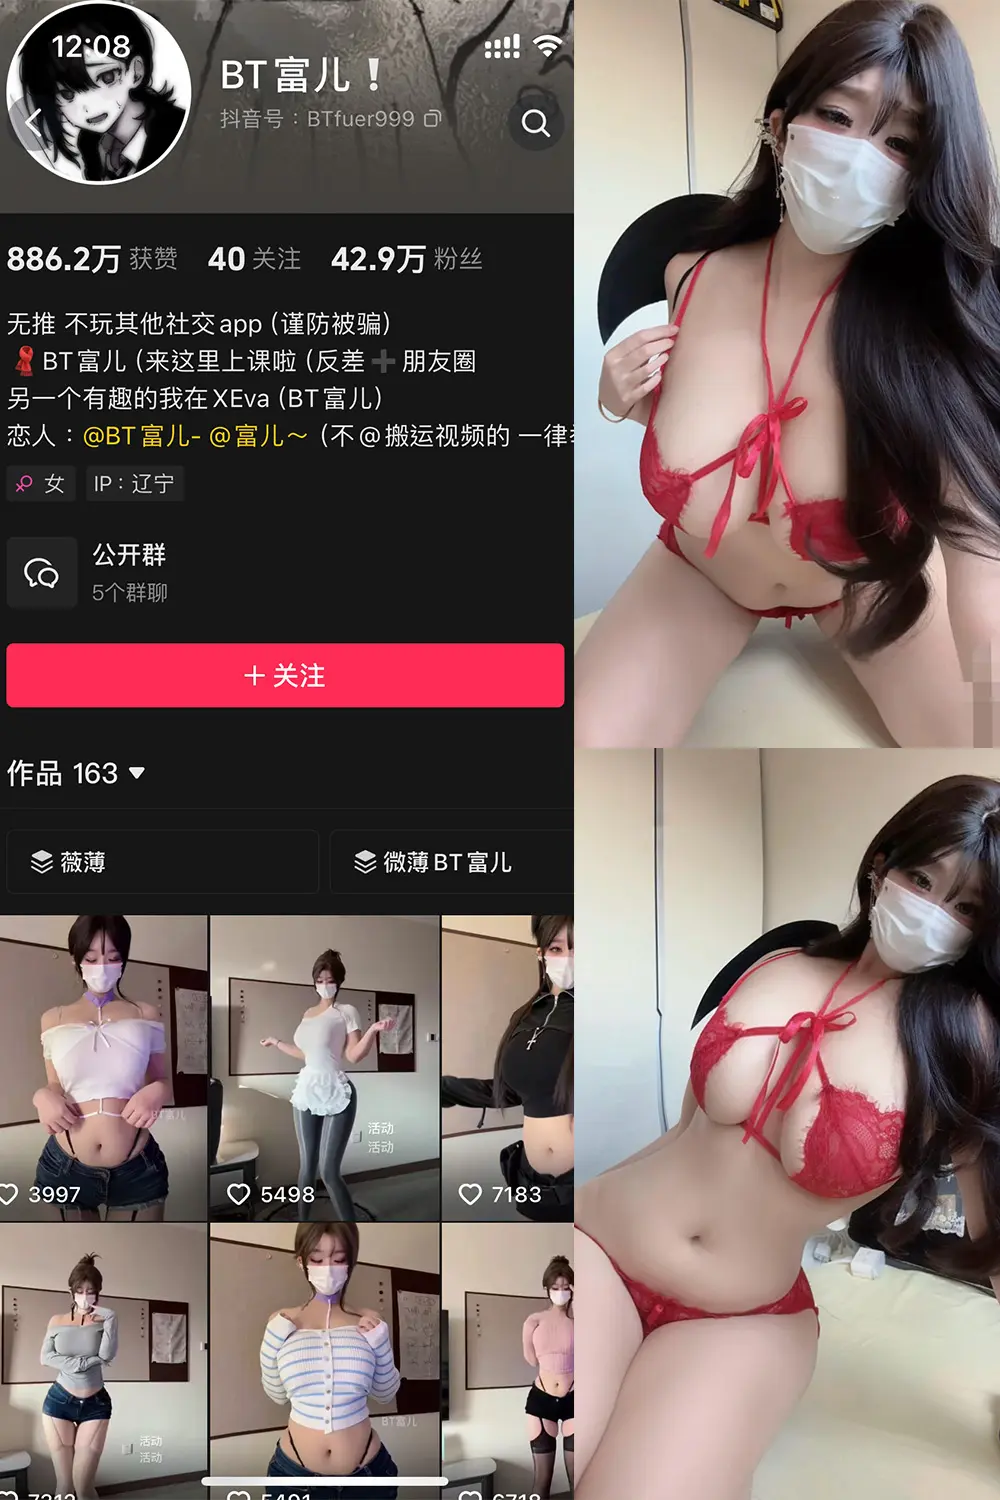 12:08
BT富儿❗
抖音号：BTfuer999
886.2万 获赞 40 关注 42.9万 粉丝
无推 不玩其他社交app（谨防被骗）
🧣BT富儿（来这里上课啦（反差➕朋友圈
另一个有趣的我在XEva（BT富儿）
恋人：@BT富儿- @富儿～（不@搬运视频的 一律
女 IP：辽宁
公开群
5个群聊
＋关注
作品 163
薇薄 微薄BT富儿
BT富儿
活动
活动
3997 5498 7183
BT富儿
活动
活动
7212 5491 6718